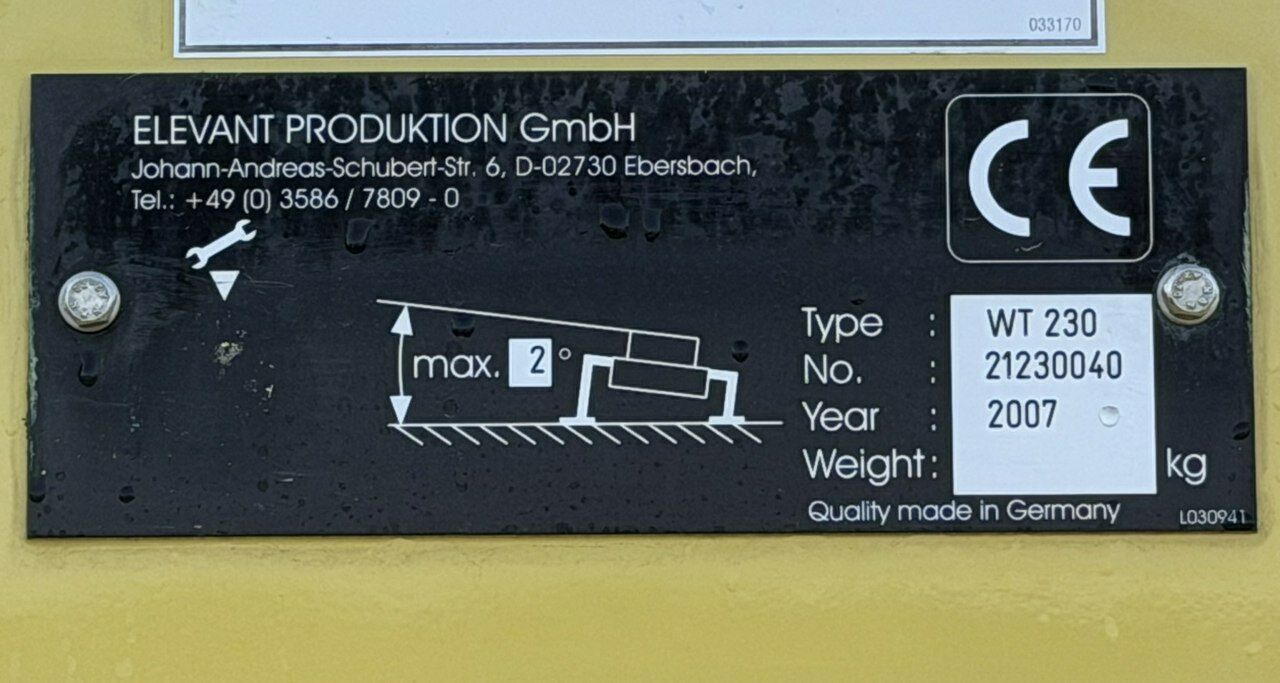 033170
ELEVANT PRODUKTION GmbH
Johann-Andreas-Schubert-Str. 6, D-02730 Ebersbach,
Tel.: +49 (0) 3586 / 7809 - 0
CE
max. 2°
Type : WT 230
No. : 21230040
Year : 2007
Weight: kg
Quality made in Germany
L030941